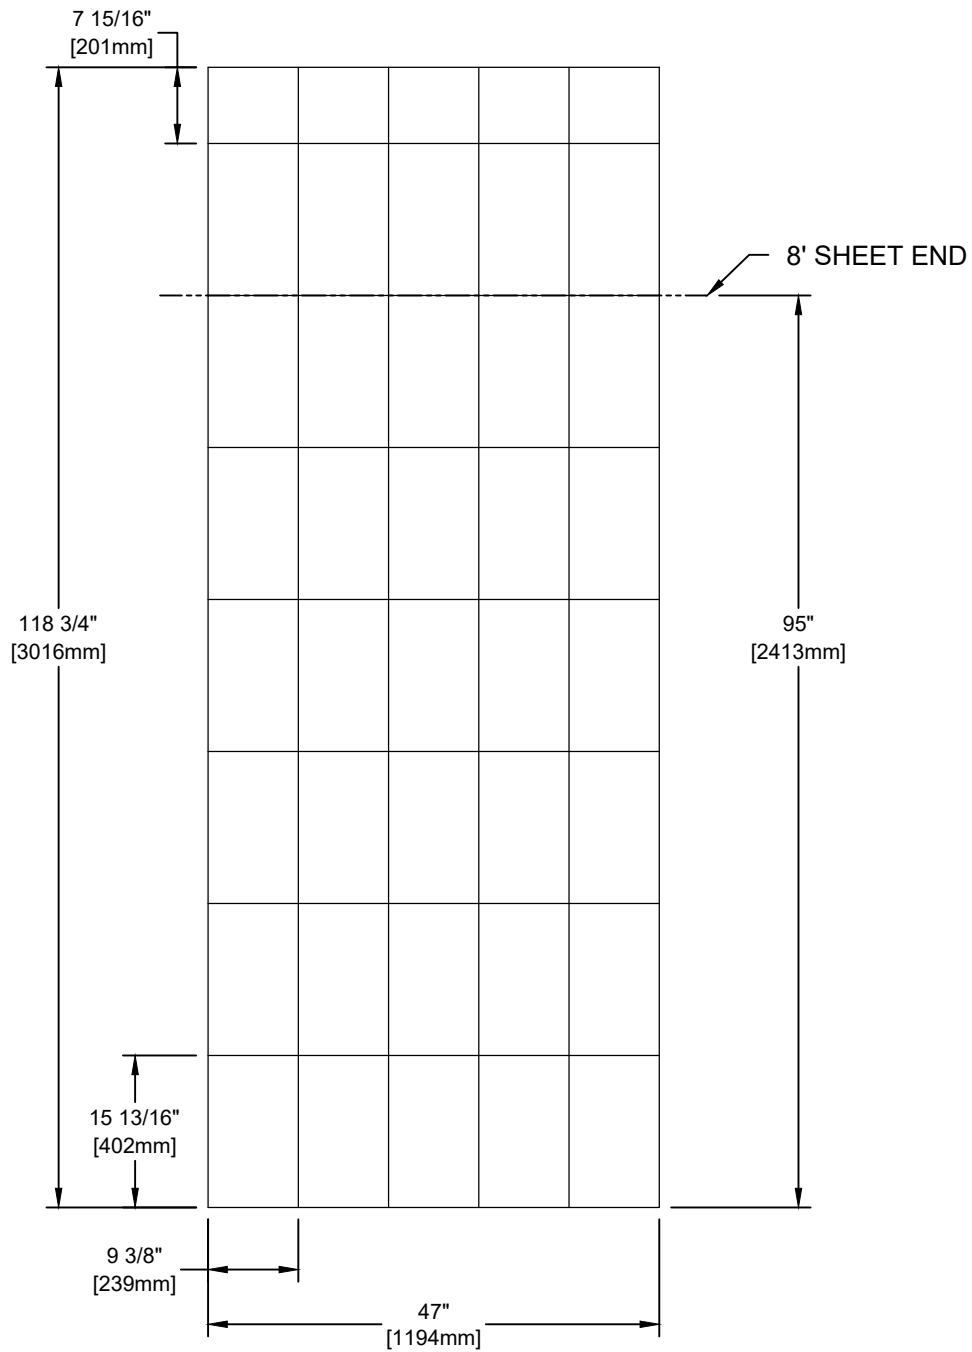 7 15/16"
[201mm]
8' SHEET END
118 3/4"
[3016mm]
95"
[2413mm]
15 13/16"
[402mm]
9 3/8"
[239mm]
47"
[1194mm]